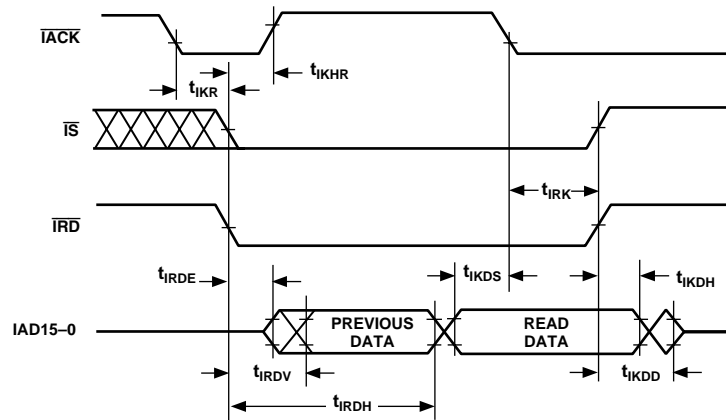 IACK
tIKHR
tIKR
IS
tIRK
IRD
tIRDE
tIKDS
tIKDH
IAD15–0
PREVIOUS
DATA
READ
DATA
tIRDV
tIKDD
tIRDH